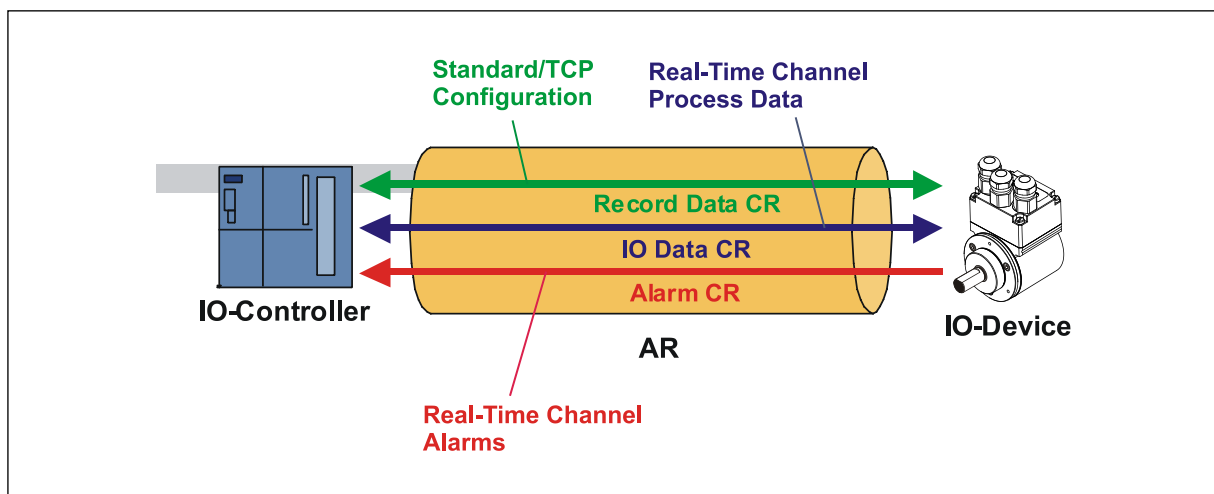 Standard/TCP
Configuration
Real-Time Channel
Process Data
Record Data CR
IO Data CR
Alarm CR
IO-Controller
IO-Device
AR
Real-Time Channel
Alarms